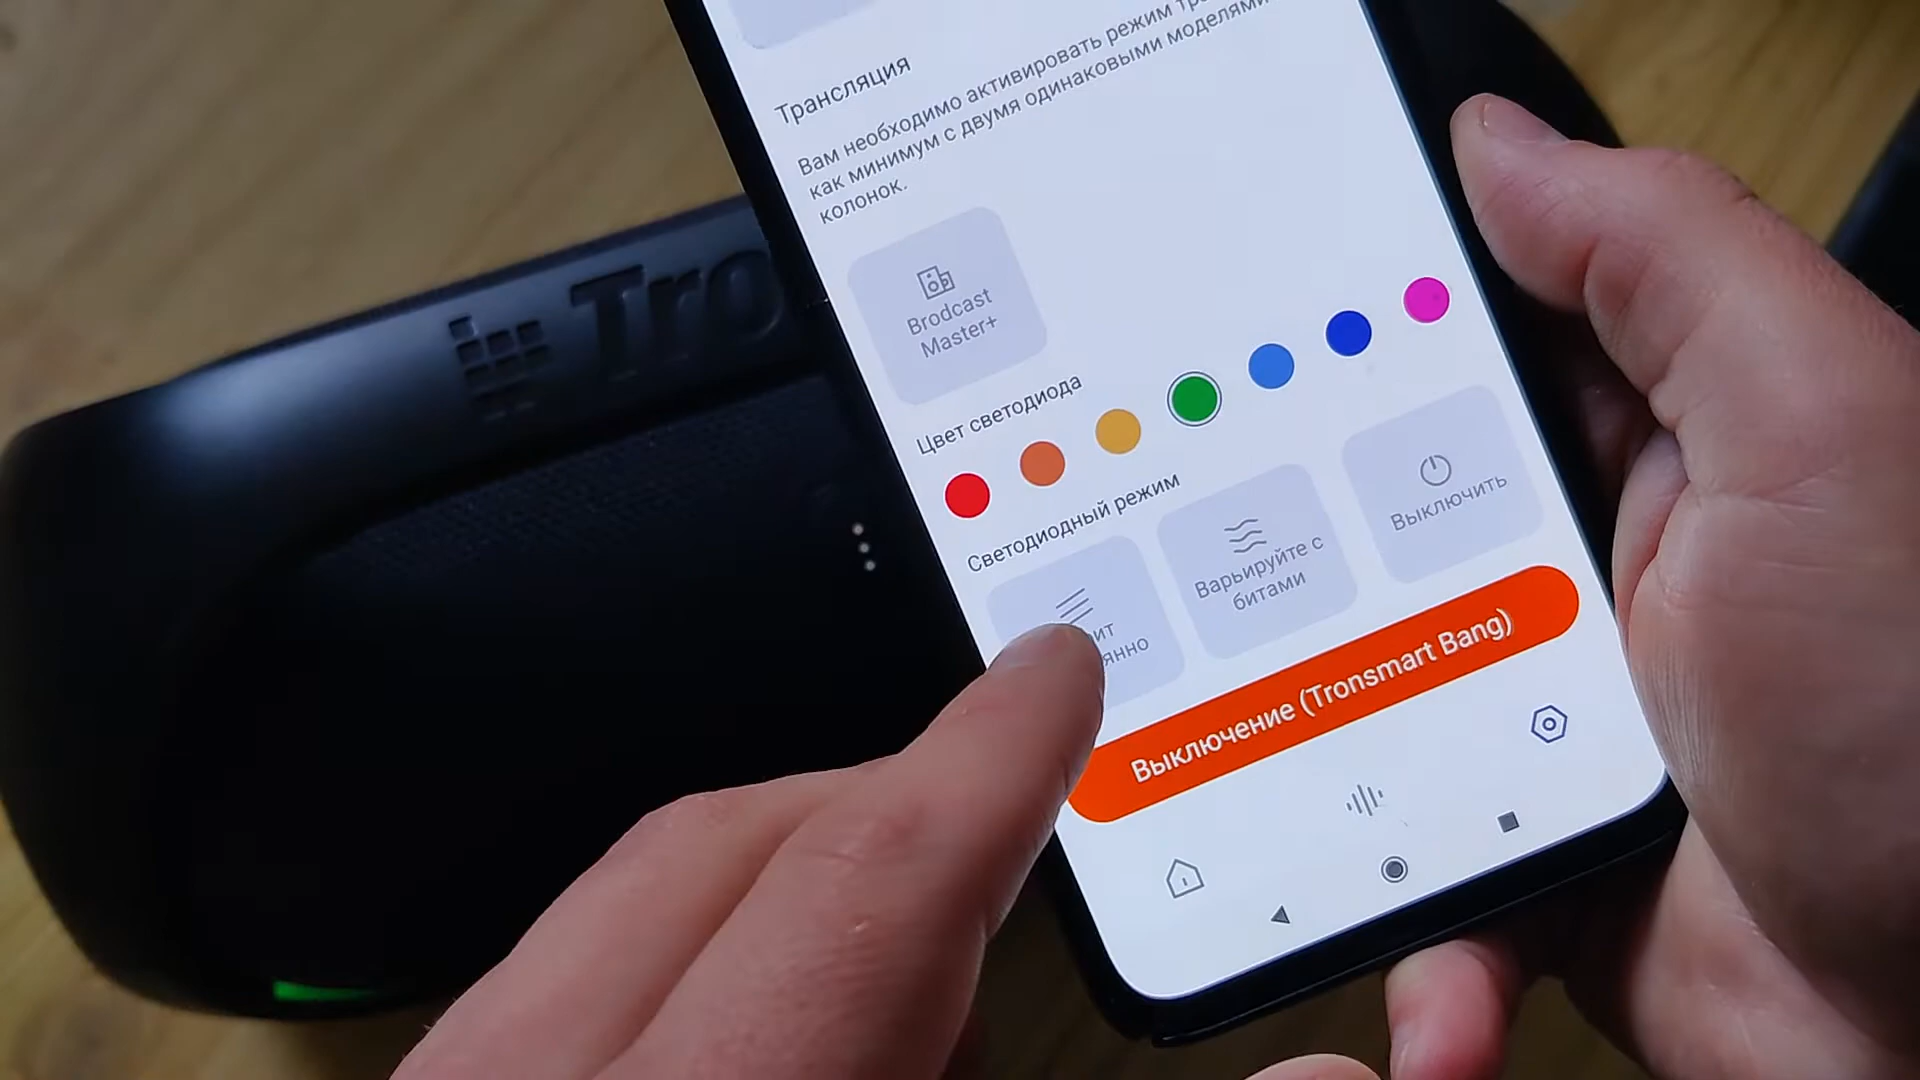 Трансляция
Вам необходимо активировать режим
как минимум с двумя одинаковыми моделями
колонок.
Brodcast
Master+
Цвет светодиода
Светодиодный режим
Варьируйте с
битами
Выключить
Выключение (Tronsmart Bang)
Tro